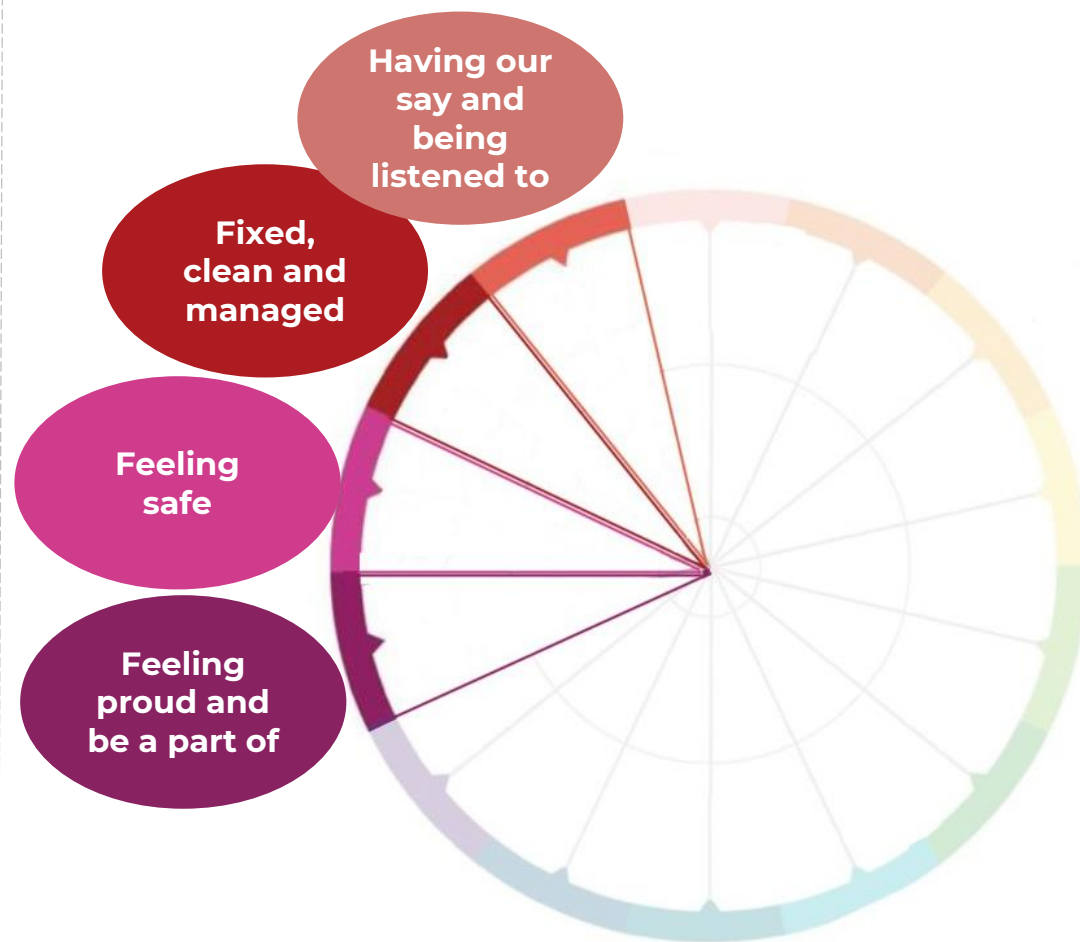 Having our
say and
being
listened to
Fixed,
clean and
managed
Feeling
safe
Feeling
proud and
be a part of